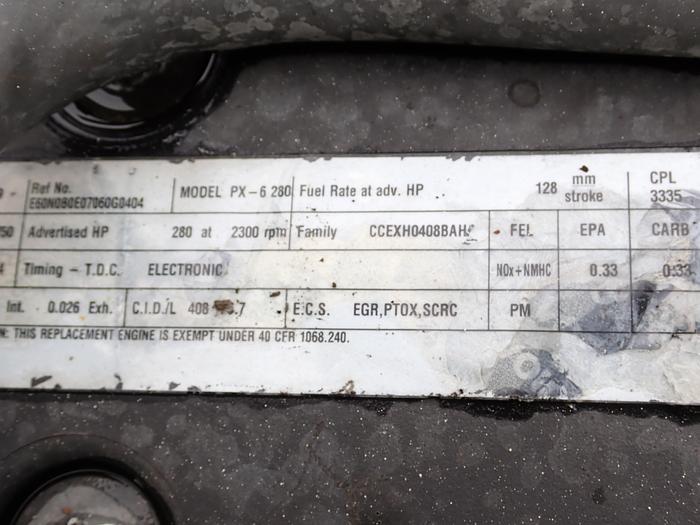 Ref No. MODEL PX-6 280 Fuel Rate at adv. HP 128 mm stroke CPL
E60N0B0E07060G0404 3335
Advertised HP 280 at 2300 rpm Family CCEXH0408BAH FEL EPA CARB
Timing - T.D.C. ELECTRONIC NOx+NMHC 0.33 0.33
Int. 0.026 Exh. C.I.D./L 408 .7 E.C.S. EGR,PTOX,SCRC PM
THIS REPLACEMENT ENGINE IS EXEMPT UNDER 40 CFR 1068.240.